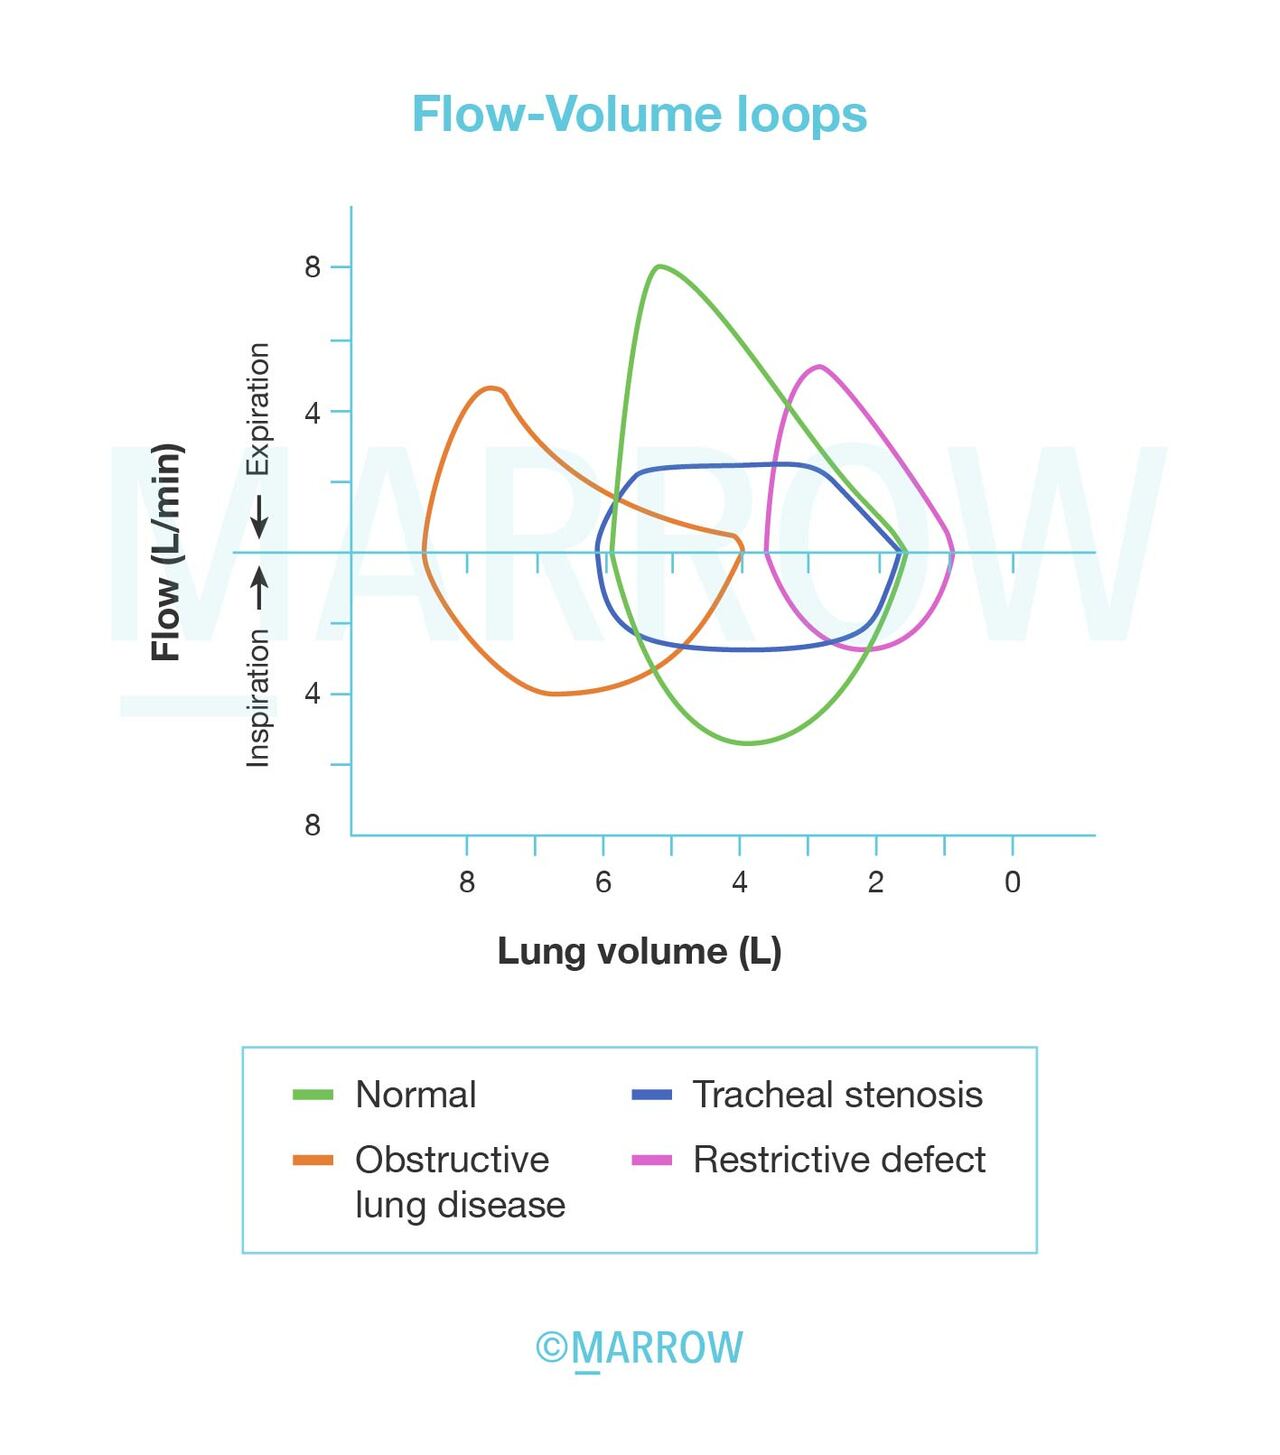 Flow-Volume loops
8
4
4
8
Flow (L/min)
Inspiration → ← Expiration
8 6 4 2 0
Lung volume (L)
MARROW
Normal
Obstructive
lung disease
Tracheal stenosis
Restrictive defect
©MARROW